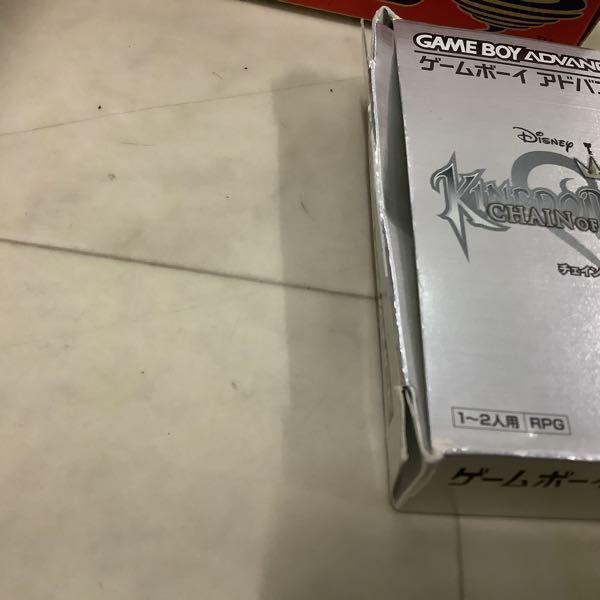 GAME BOY ADVANC
ゲームボーイ アドバン
Disney
KINGDOM
CHAIN OF
チェイン
1～2人用 RPG
ゲームボーイ